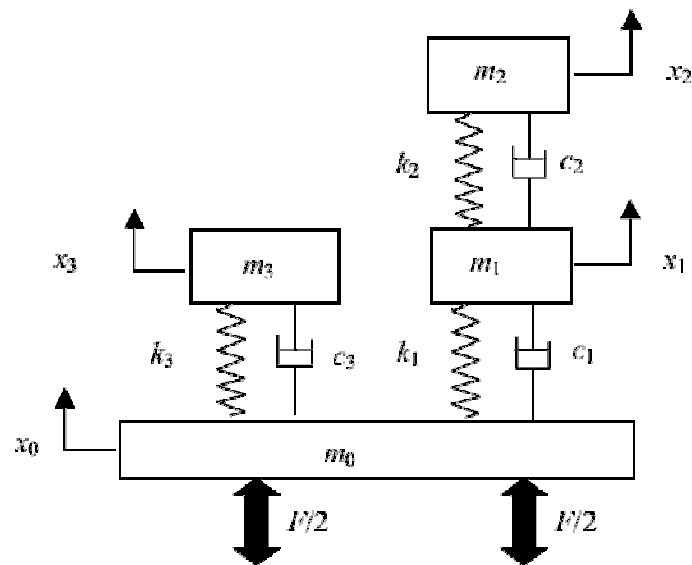 m₂
x₂
k₂
c₂
x₃
m₃
m₁
x₁
k₃
c₃
k₁
c₁
x₀
m₀
F/2
F/2